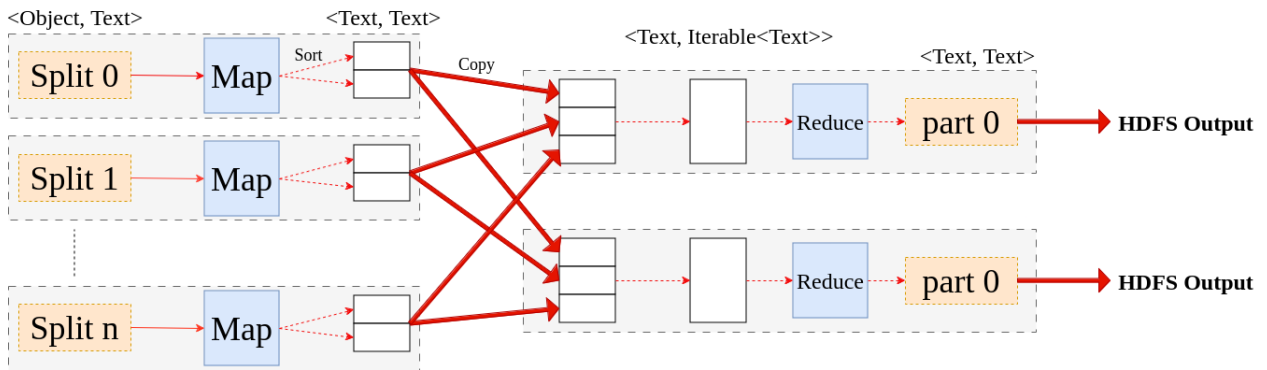 <Object, Text>
<Text, Text>
<Text, Iterable<Text>>
<Text, Text>
Split 0
Map
Sort
Copy
Reduce
part 0
HDFS Output
Split 1
Map
Reduce
part 0
HDFS Output
Split n
Map